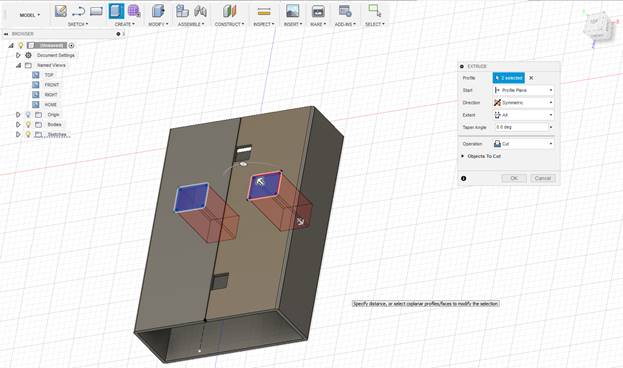 MODEL
SKETCH
CREATE
MODIFY
ASSEMBLE
CONSTRUCT
INSPECT
INSERT
MAKE
ADD-INS
SELECT
BROWSER
(Unsaved)
Document Settings
Named Views
TOP
FRONT
RIGHT
HOME
Origin
Bodies
Sketches
EXTRUDE
Profile 2 selected
Start Profile Plane
Direction Symmetric
Extent All
Taper Angle 0.0 deg
Operation Cut
Objects To Cut
OK Cancel
Specify distance, or select coplanar profiles/faces to modify the selection